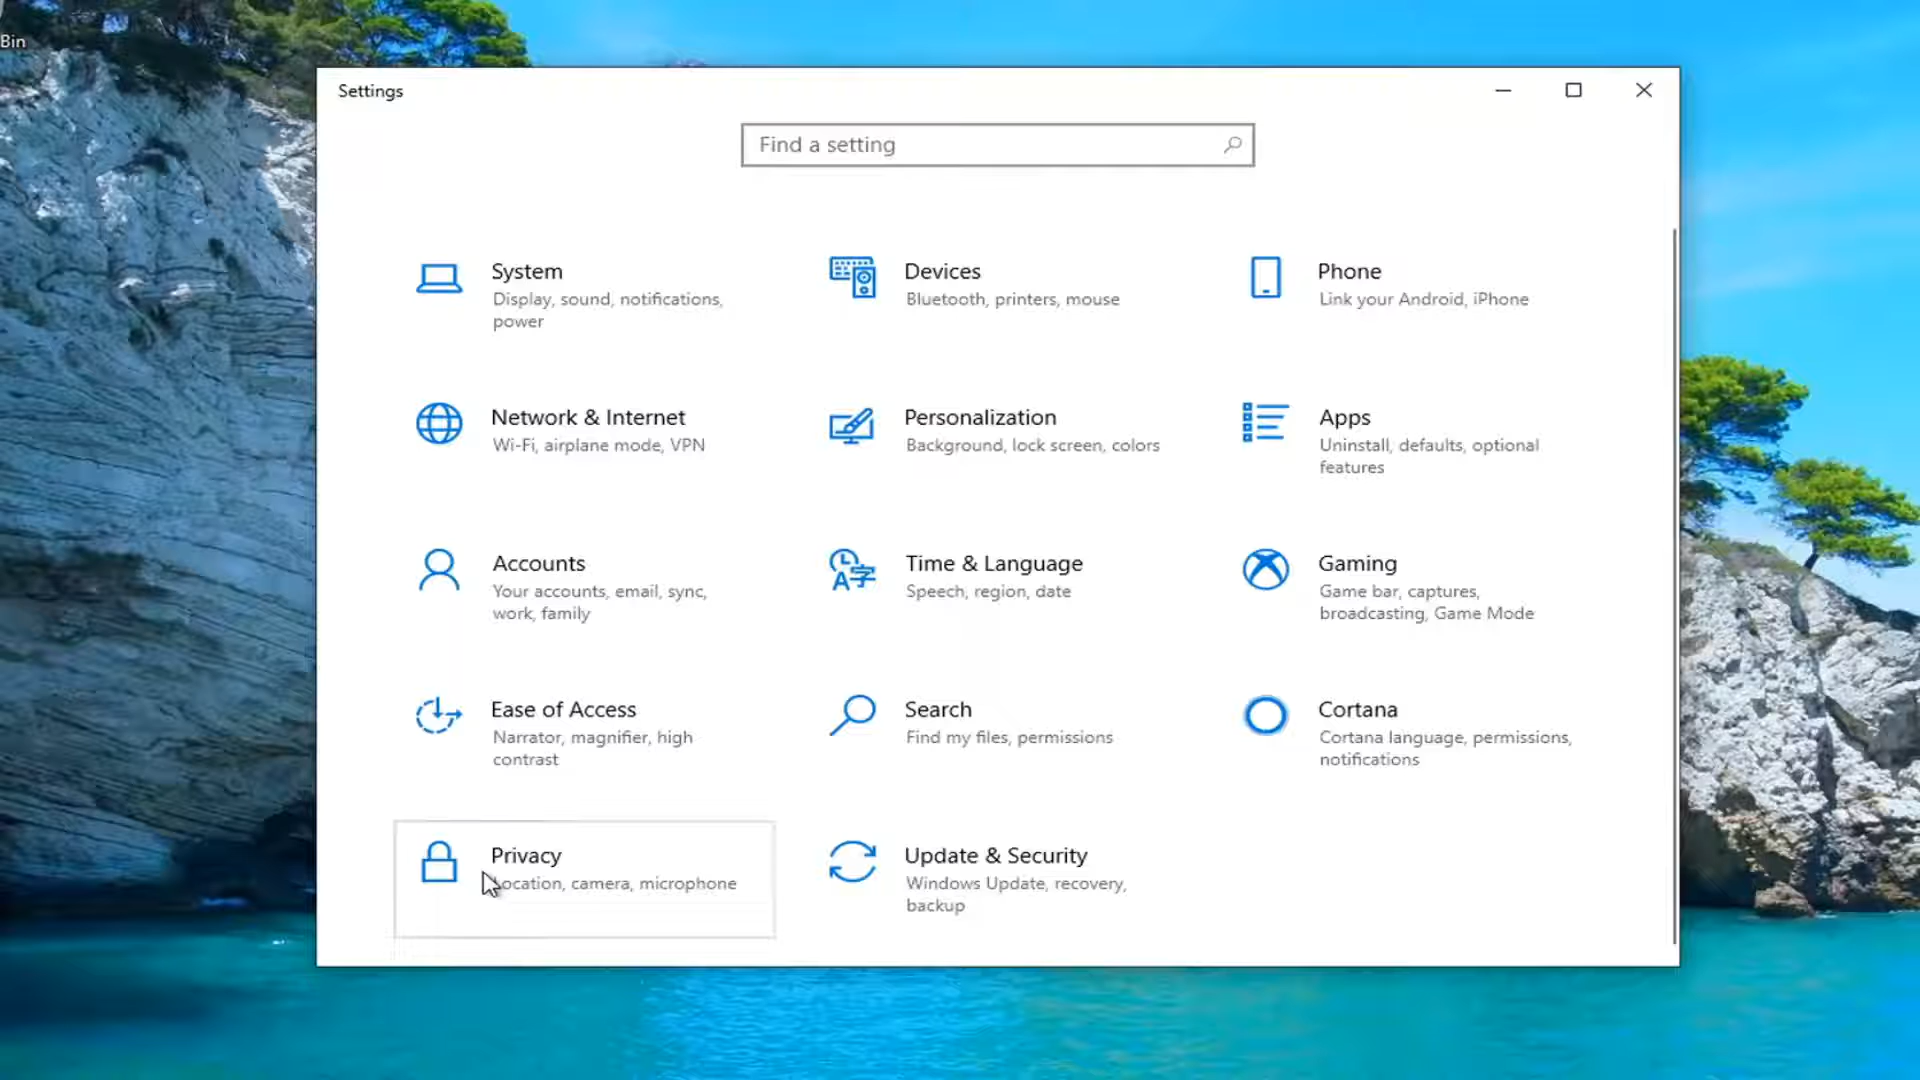 Bin
Settings
Find a setting
System
Display, sound, notifications,
power
Devices
Bluetooth, printers, mouse
Phone
Link your Android, iPhone
Network & Internet
Wi-Fi, airplane mode, VPN
Personalization
Background, lock screen, colors
Apps
Uninstall, defaults, optional
features
Accounts
Your accounts, email, sync,
work, family
Time & Language
Speech, region, date
Gaming
Game bar, captures,
broadcasting, Game Mode
Ease of Access
Narrator, magnifier, high
contrast
Search
Find my files, permissions
Cortana
Cortana language, permissions,
notifications
Privacy
Location, camera, microphone
Update & Security
Windows Update, recovery,
backup